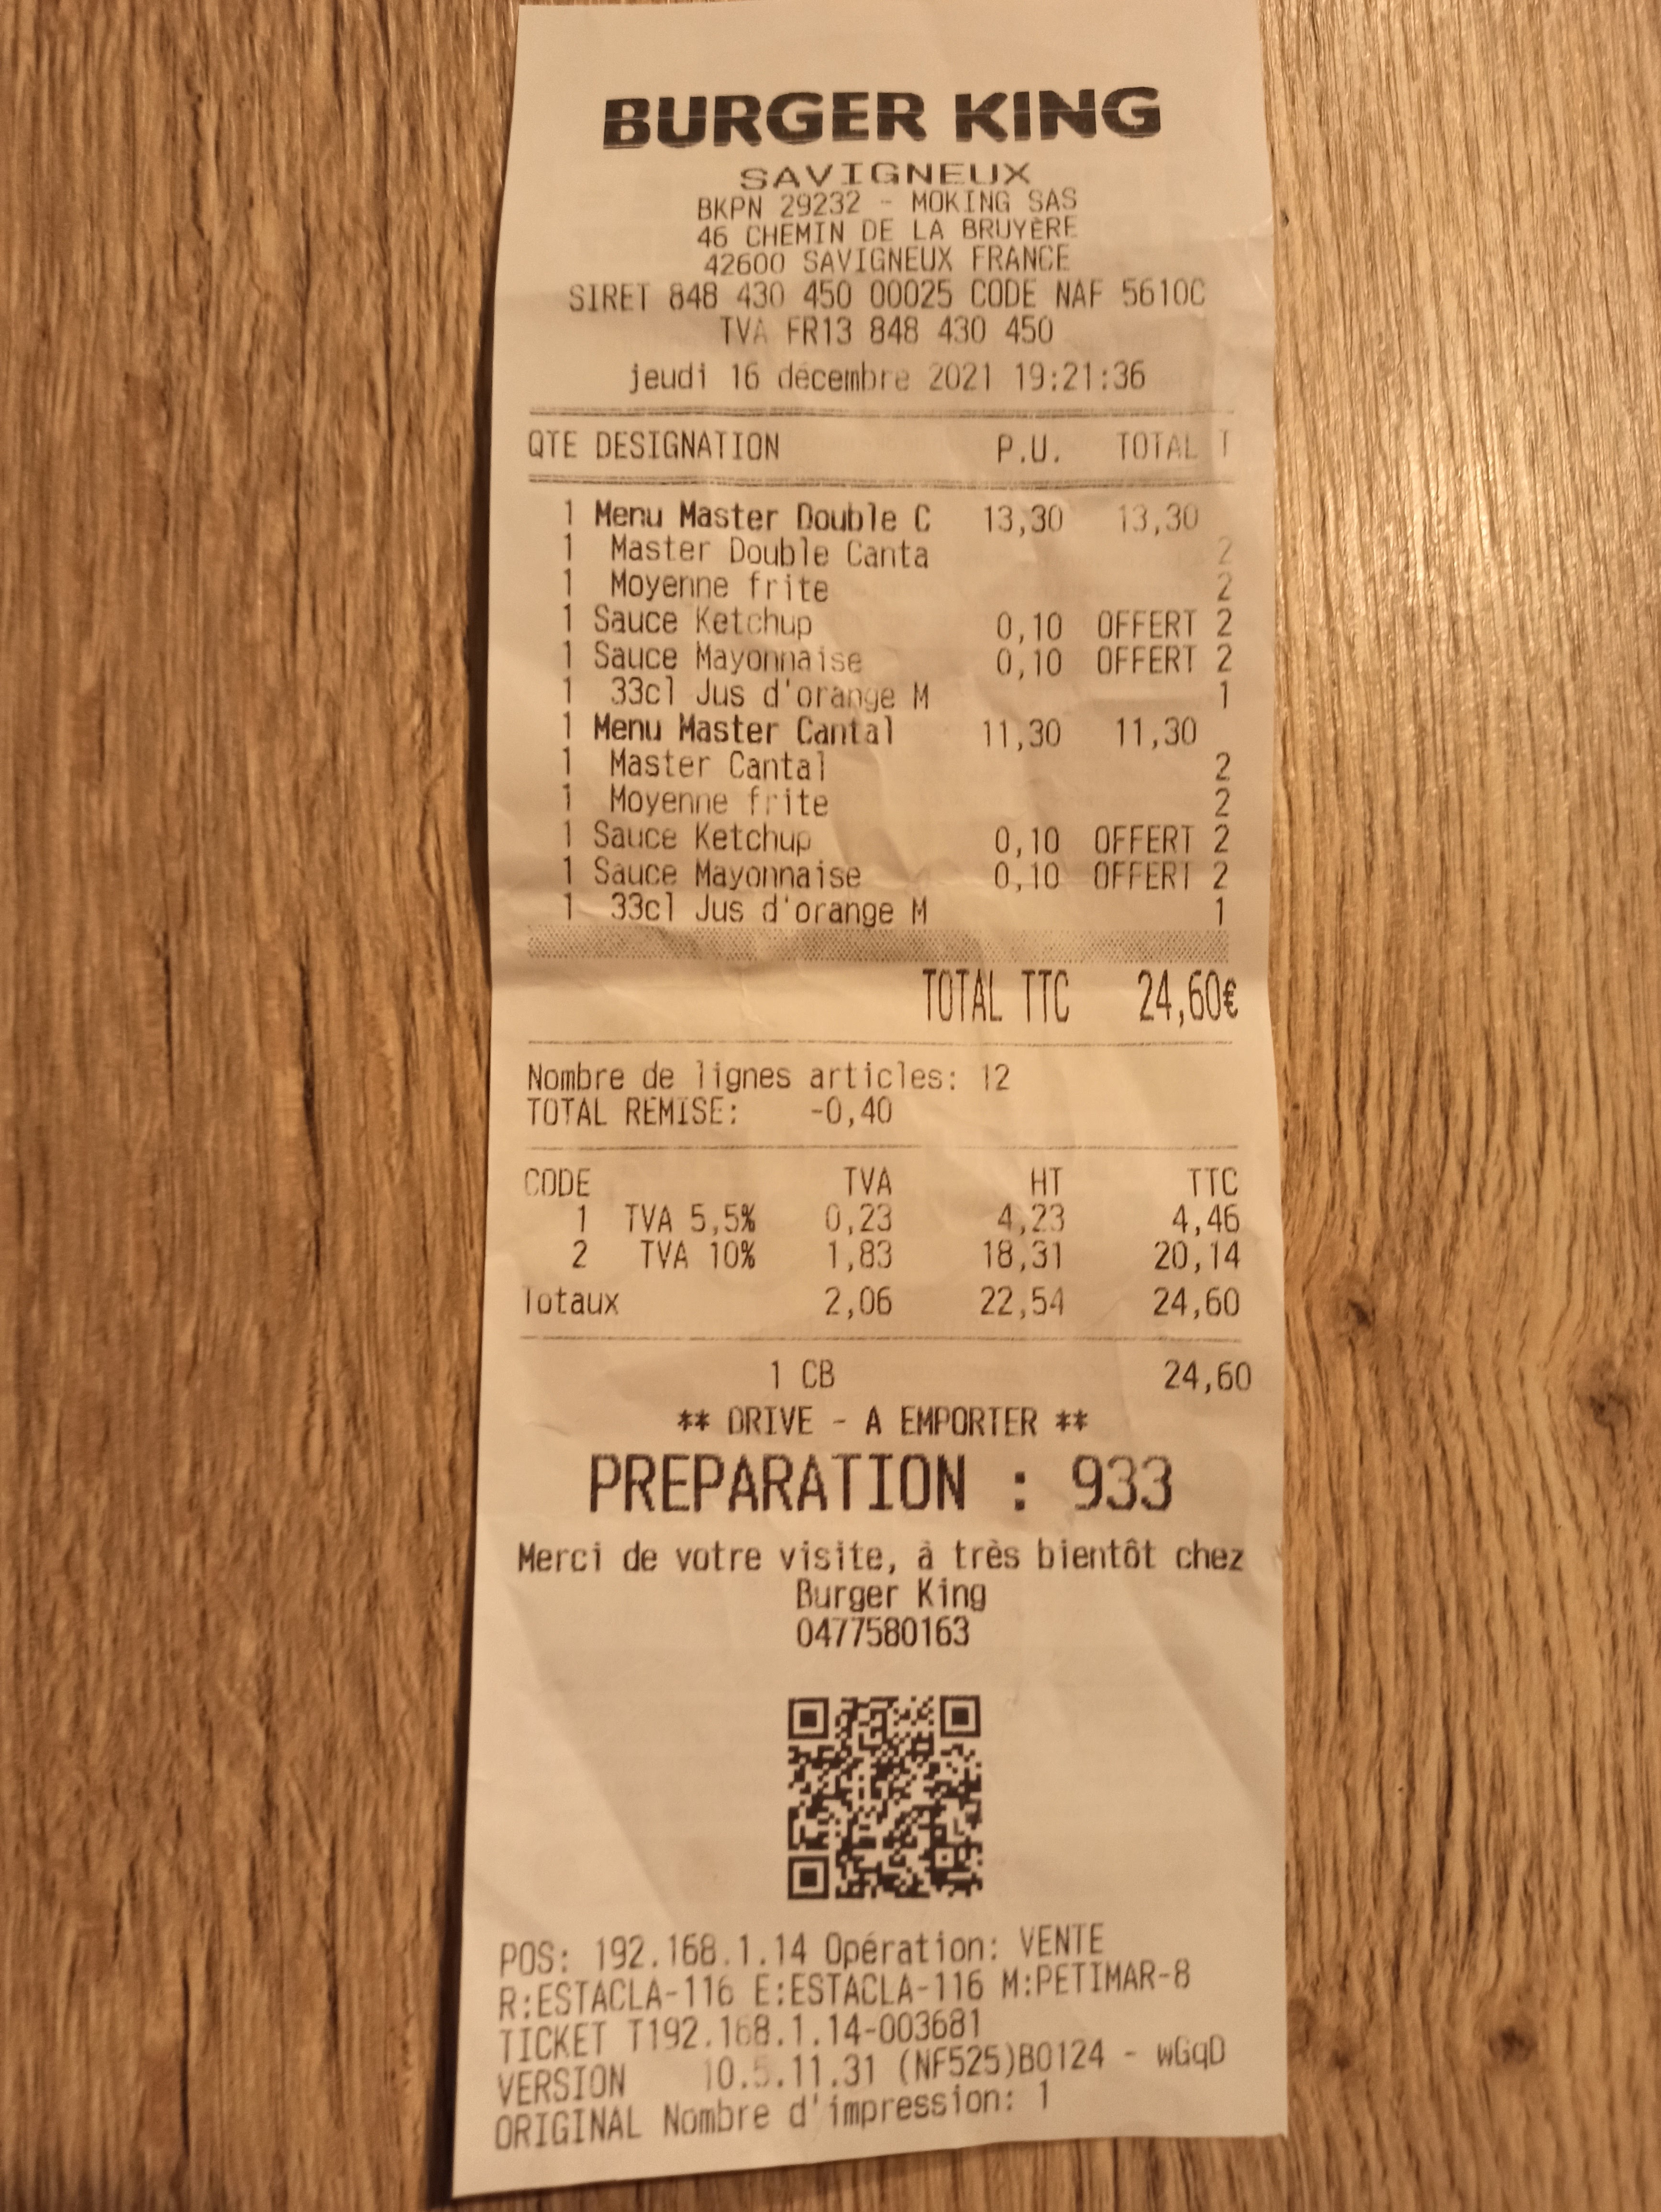 BURGER KING
SAVIGNEUX
BKPN 29232 - MOKING SAS
46 CHEMIN DE LA BRUYÈRE
42600 SAVIGNEUX FRANCE
SIRET 848 430 450 00025 CODE NAF 5610C
TVA FR13 848 430 450
jeudi 16 décembre 2021 19:21:36
QTE DESIGNATION P.U. TOTAL T
1 Menu Master Double C 13,30 13,30
1 Master Double Canta 2
1 Moyenne frite 2
1 Sauce Ketchup 0,10 OFFERT 2
1 Sauce Mayonnaise 0,10 OFFERT 2
1 33cl Jus d'orange M 1
1 Menu Master Cantal 11,30 11,30
1 Master Cantal 2
1 Moyenne frite 2
1 Sauce Ketchup 0,10 OFFERT 2
1 Sauce Mayonnaise 0,10 OFFERT 2
1 33cl Jus d'orange M 1
TOTAL TTC 24,60€
Nombre de lignes articles: 12
TOTAL REMISE: -0,40
CODE TVA HT TTC
1 TVA 5,5% 0,23 4,23 4,46
2 TVA 10% 1,83 18,31 20,14
Totaux 2,06 22,54 24,60
1 CB 24,60
** DRIVE - A EMPORTER **
PREPARATION : 933
Merci de votre visite, à très bientôt chez
Burger King
0477580163
POS: 192.168.1.14 Opération: VENTE
R:ESTACLA-116 E:ESTACLA-116 M:PETIMAR-8
TICKET T192.168.1.14-003681
VERSION 10.5.11.31 (NF525)B0124 - wGqD
ORIGINAL Nombre d'impression: 1